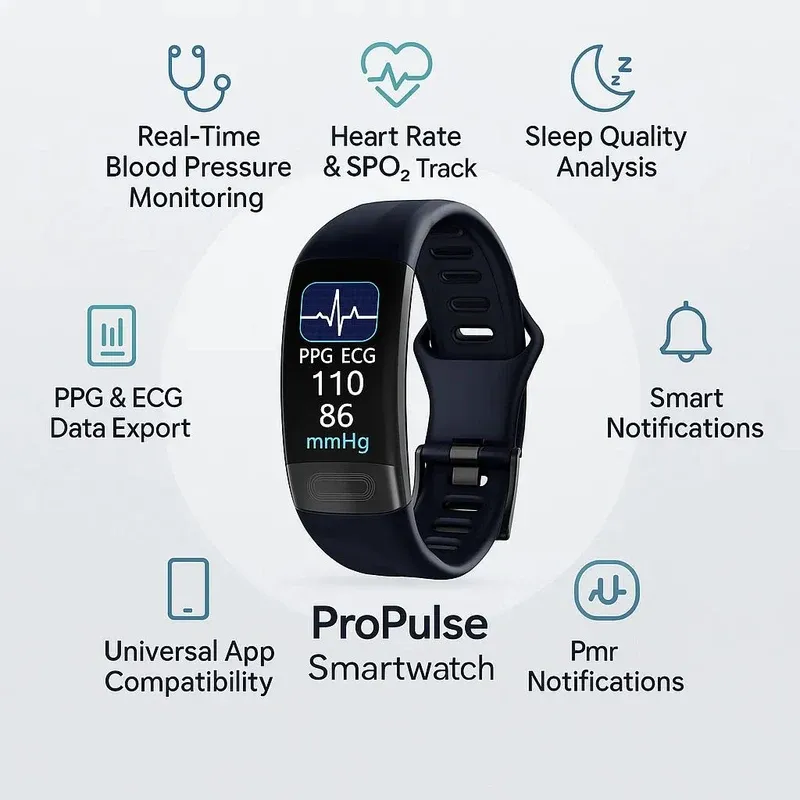 Real-Time
Blood Pressure
Monitoring
Heart Rate
& SPO₂ Track
Sleep Quality
Analysis
PPG & ECG
Data Export
PPG ECG
110
86
mmHg
Smart
Notifications
Universal App
Compatibility
ProPulse
Smartwatch
Pmr
Notifications